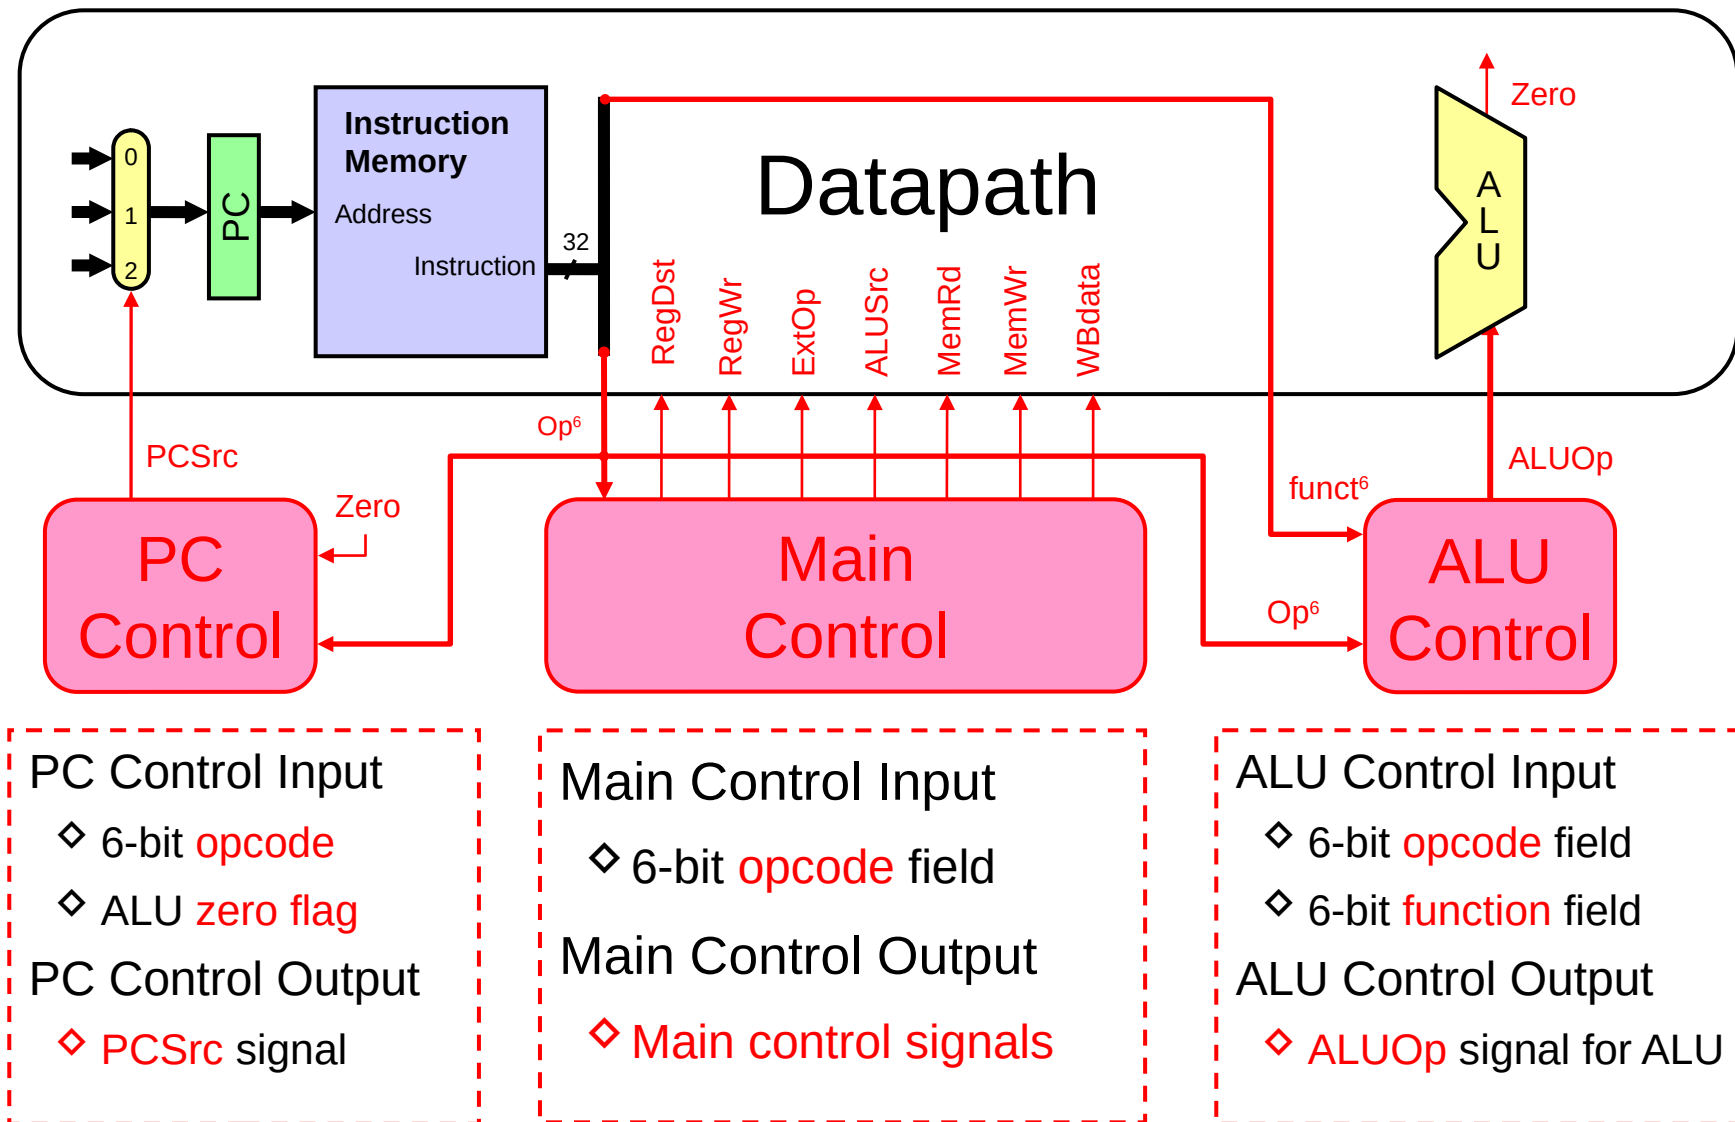 Zero
Instruction
Memory
0
1
2
PC
Address
Instruction
32
Datapath
A
L
U
RegDst
RegWr
ExtOp
ALUSrc
MemRd
MemWr
WBdata
Op⁶
PCSrc
ALUOp
funct⁶
Zero
PC
Control
Main
Control
Op⁶
ALU
Control
PC Control Input
6-bit opcode
ALU zero flag
PC Control Output
PCSrc signal
Main Control Input
6-bit opcode field
Main Control Output
Main control signals
ALU Control Input
6-bit opcode field
6-bit function field
ALU Control Output
ALUOp signal for ALU